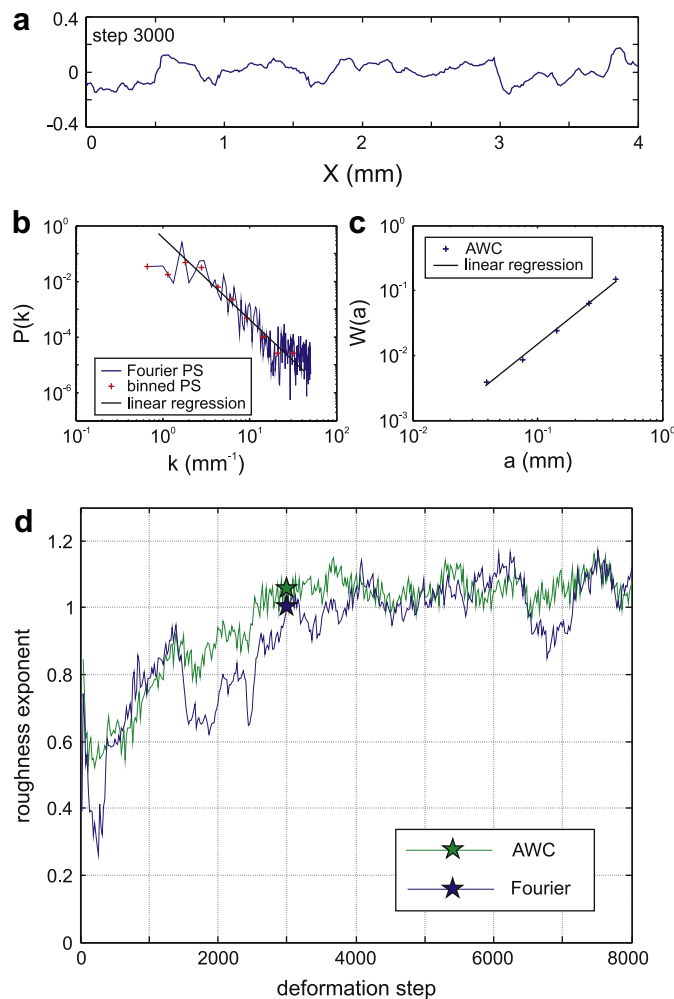 a
step 3000
0.4
0
-0.4
0 1 2 3 4
X (mm)
b
10^0
10^-2
10^-4
10^-6
P(k)
Fourier PS
binned PS
linear regression
10^-1 10^0 10^1 10^2
k (mm^-1)
c
10^0
10^-1
10^-2
10^-3
W(a)
AWC
linear regression
10^-2 10^-1 10^0
a (mm)
d
1.2
1
0.8
0.6
0.4
0.2
0
roughness exponent
AWC
Fourier
0 2000 4000 6000 8000
deformation step